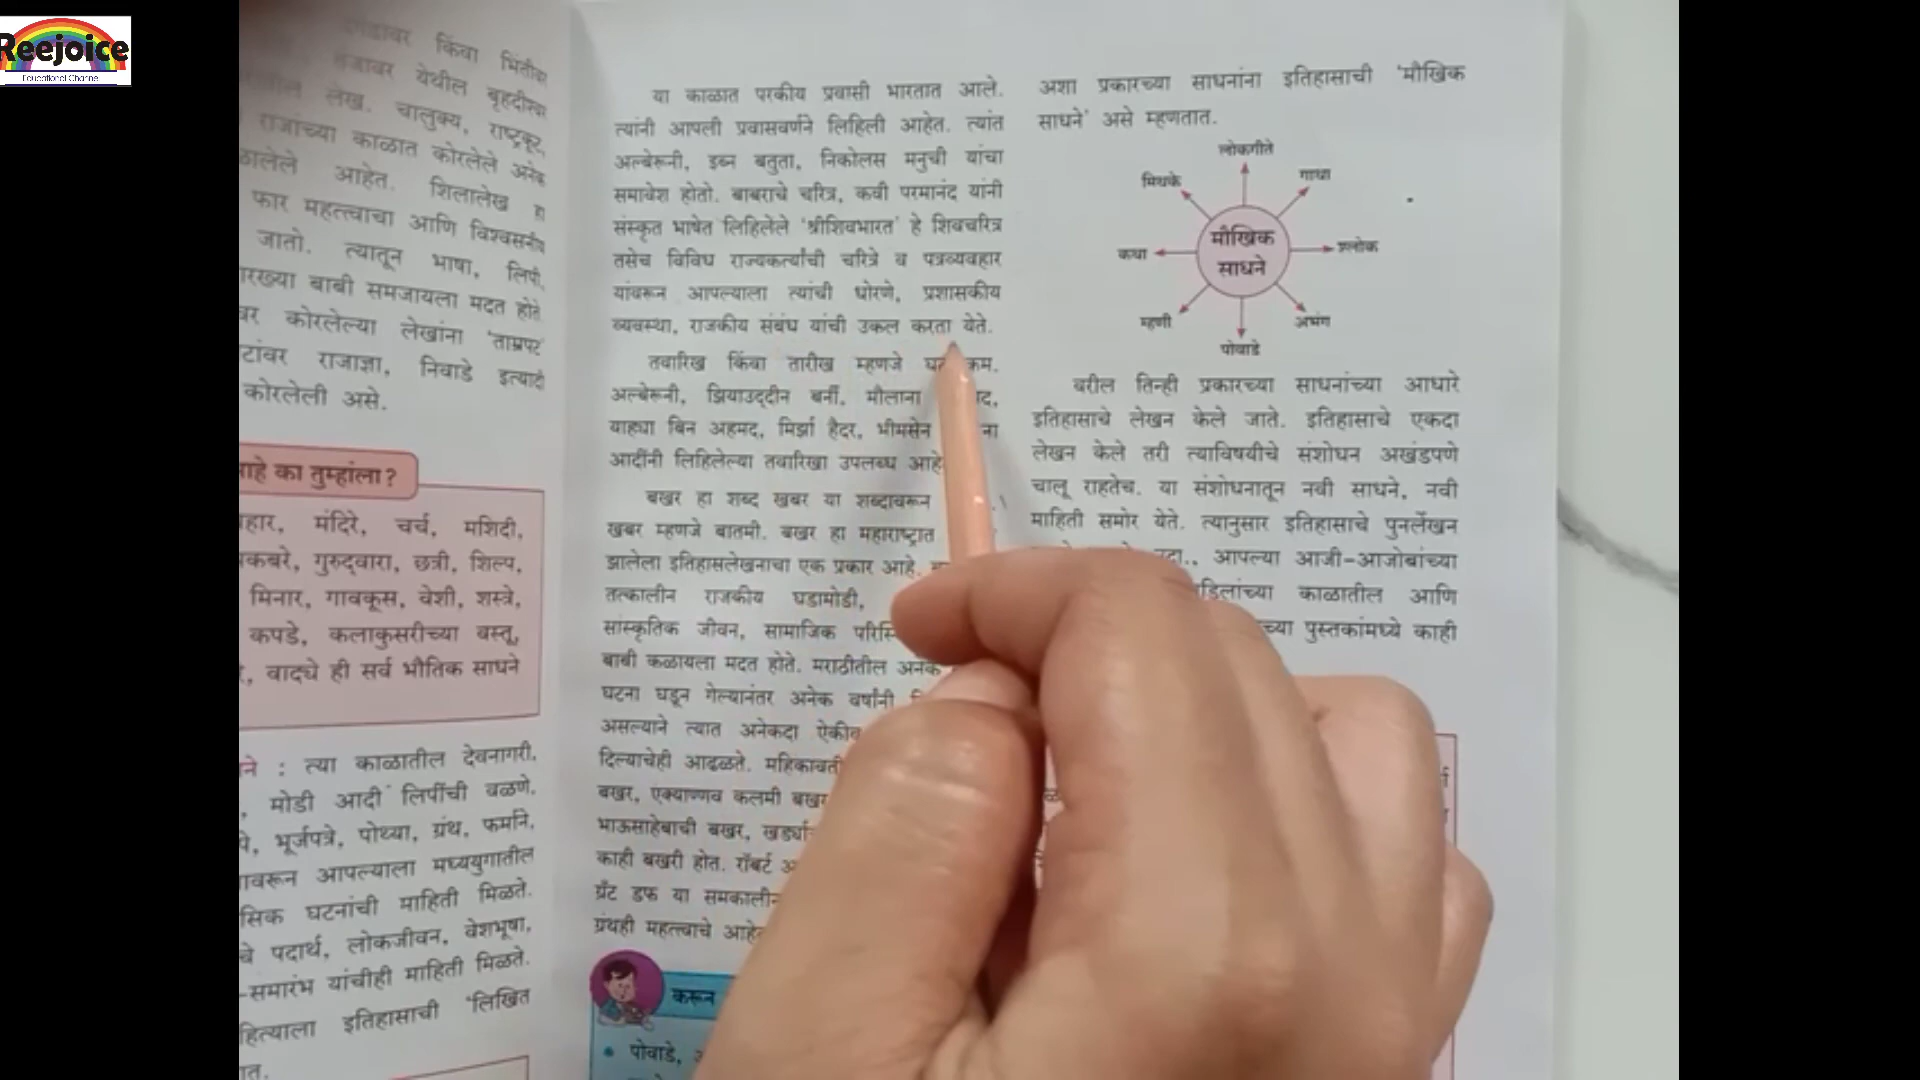 Reejoice
Educational Channel
किंवा भिंतीवर
येथील बृहदीश्वर
लेख. चालुक्य, राष्ट्रकूट,
राजांच्या काळात कोरलेले अनेक
आहेत. शिलालेख हा
फार महत्त्वाचा आणि विश्वसनीय
जातो. त्यातून भाषा, लिपी,
बाबी समजायला मदत होते.
कोरलेल्या लेखांना 'ताम्रपट'
राजाज्ञा, निवाडे इत्यादी
कोरलेली असे.
आहे का तुम्हांला?
मंदिरे, चर्च, मशिदी,
गुरुद्वारा, छत्री, शिल्प,
मिनार, गावकूस, वेशी, शस्त्रे,
कपडे, कलाकुसरीच्या वस्तू,
वाद्ये ही सर्व भौतिक साधने
: त्या काळातील देवनागरी,
मोडी आदी लिपींची वळणे,
भूर्जपत्रे, पोथ्या, ग्रंथ, फर्माने,
आपल्याला मध्ययुगातील
घटनांची माहिती मिळते.
पदार्थ, लोकजीवन, वेशभूषा,
-समारंभ यांचीही माहिती मिळते.
इतिहासाची 'लिखित
या काळात परकीय प्रवासी भारतात आले.
त्यांनी आपली प्रवासवर्णने लिहिली आहेत. त्यांत
अल्बेरूनी, इब्न बतुता, निकोलस मनुची यांचा
समावेश होतो. बाबराचे चरित्र, कवी परमानंद यांनी
संस्कृत भाषेत लिहिलेले 'श्रीशिवभारत' हे शिवचरित्र
तसेच विविध राज्यकर्त्यांची चरित्रे व पत्रव्यवहार
यांवरून आपल्याला त्यांची धोरणे, प्रशासकीय
व्यवस्था, राजकीय संबंध यांची उकल करता येते.
तवारिख किंवा तारीख म्हणजे
अल्बेरूनी, झियाउद्दीन बर्नी, मौलाना
याह्या बिन अहमद, मिर्झा हैदर, भीमसेन
आदींनी लिहिलेल्या तवारिखा उपलब्ध
बखर हा शब्द खबर या शब्दावरून
खबर म्हणजे बातमी. बखर हा महाराष्ट्रात
झालेला इतिहासलेखनाचा एक प्रकार आहे.
तत्कालीन राजकीय घडामोडी,
सांस्कृतिक जीवन, सामाजिक
बाबी कळायला मदत होते. मराठीतील अनेक
घटना घडून गेल्यानंतर अनेक वर्षांनी
असल्याने त्यात अनेकदा
दिल्याचेही आढळते.
बखर, एक्याण्णव कलमी बखर
भाऊसाहेबाची बखर,
काही बखरी होत. रॉबर्ट
ग्रँट डफ या समकालीन
ग्रंथही महत्त्वाचे
करून
• पोवाडे,
अशा प्रकारच्या साधनांना इतिहासाची 'मौखिक
साधने' असे म्हणतात.
लोकगीते
मिथके
गाथा
मौखिक
साधने
कथा
श्लोक
म्हणी
अभंग
पोवाडे
वरील तिन्ही प्रकारच्या साधनांच्या आधारे
इतिहासाचे लेखन केले जाते. इतिहासाचे एकदा
लेखन केले तरी त्याविषयीचे संशोधन अखंडपणे
चालू राहतेच. या संशोधनातून नवी साधने, नवी
माहिती समोर येते. त्यानुसार इतिहासाचे पुनर्लेखन
आपल्या आजी-आजोबांच्या
काळातील आणि
पुस्तकांमध्ये काही